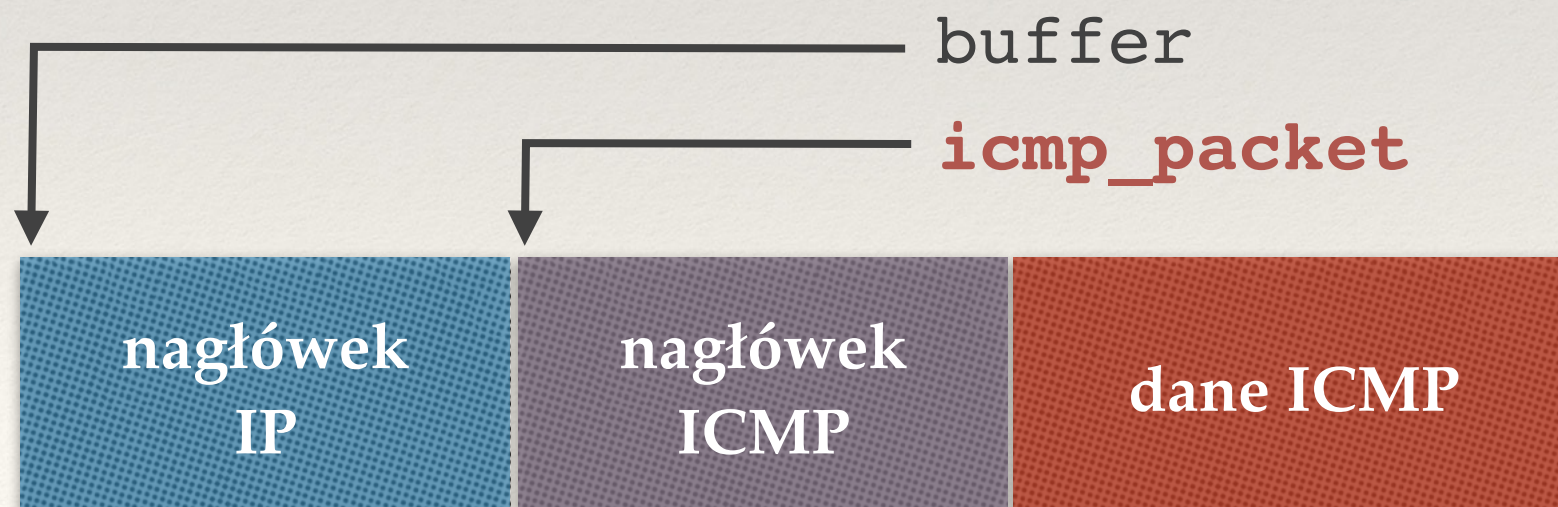 buffer
icmp_packet
nagłówek
IP
nagłówek
ICMP
dane ICMP